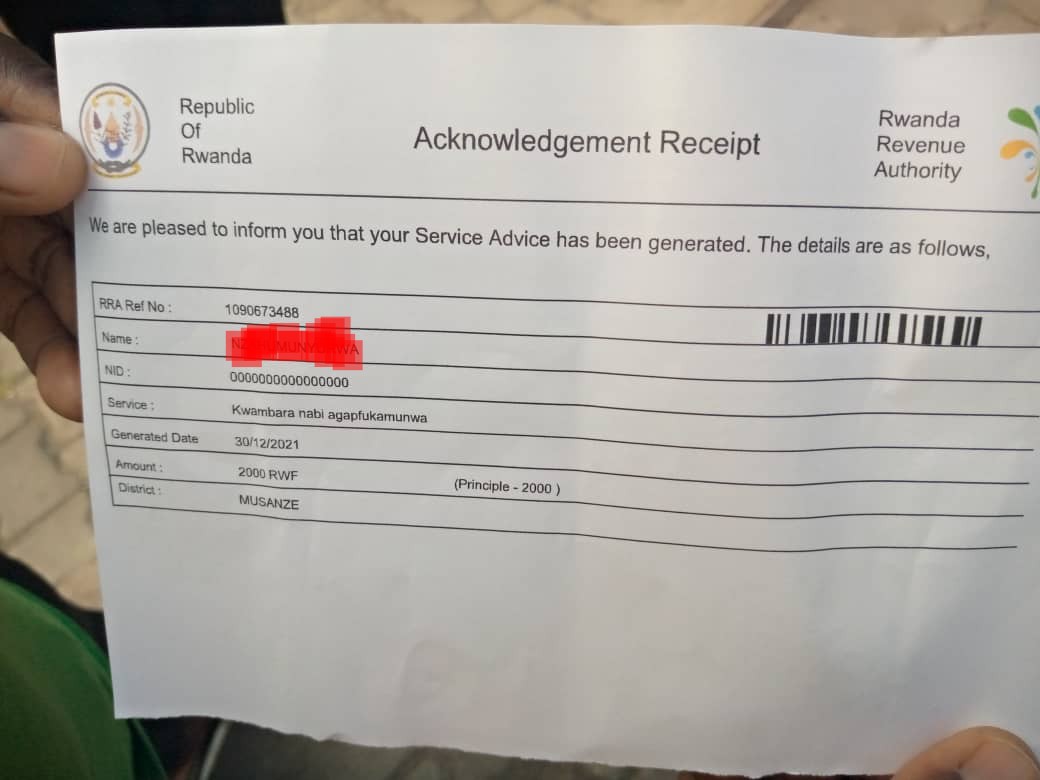 Republic
Of
Rwanda
Acknowledgement Receipt
Rwanda
Revenue
Authority
We are pleased to inform you that your Service Advice has been generated. The details are as follows,
RRA Ref No : 1090673488
Name :
NID : 0000000000000000
Service : Kwambara nabi agapfukamunwa
Generated Date 30/12/2021
Amount : 2000 RWF (Principle - 2000 )
District : MUSANZE